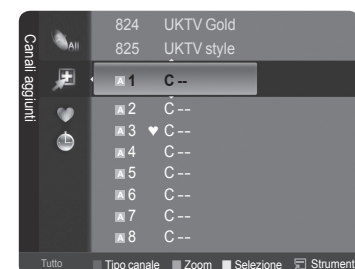 Canali aggiunti
All
824 UKTV Gold
825 UKTV style
A 1 C --
A 2 C --
A 3 ♥ C --
A 4 C --
A 5 C --
A 6 C --
A 7 C --
A 8 C --
Tutto Tipo canale Zoom Selezione Strument